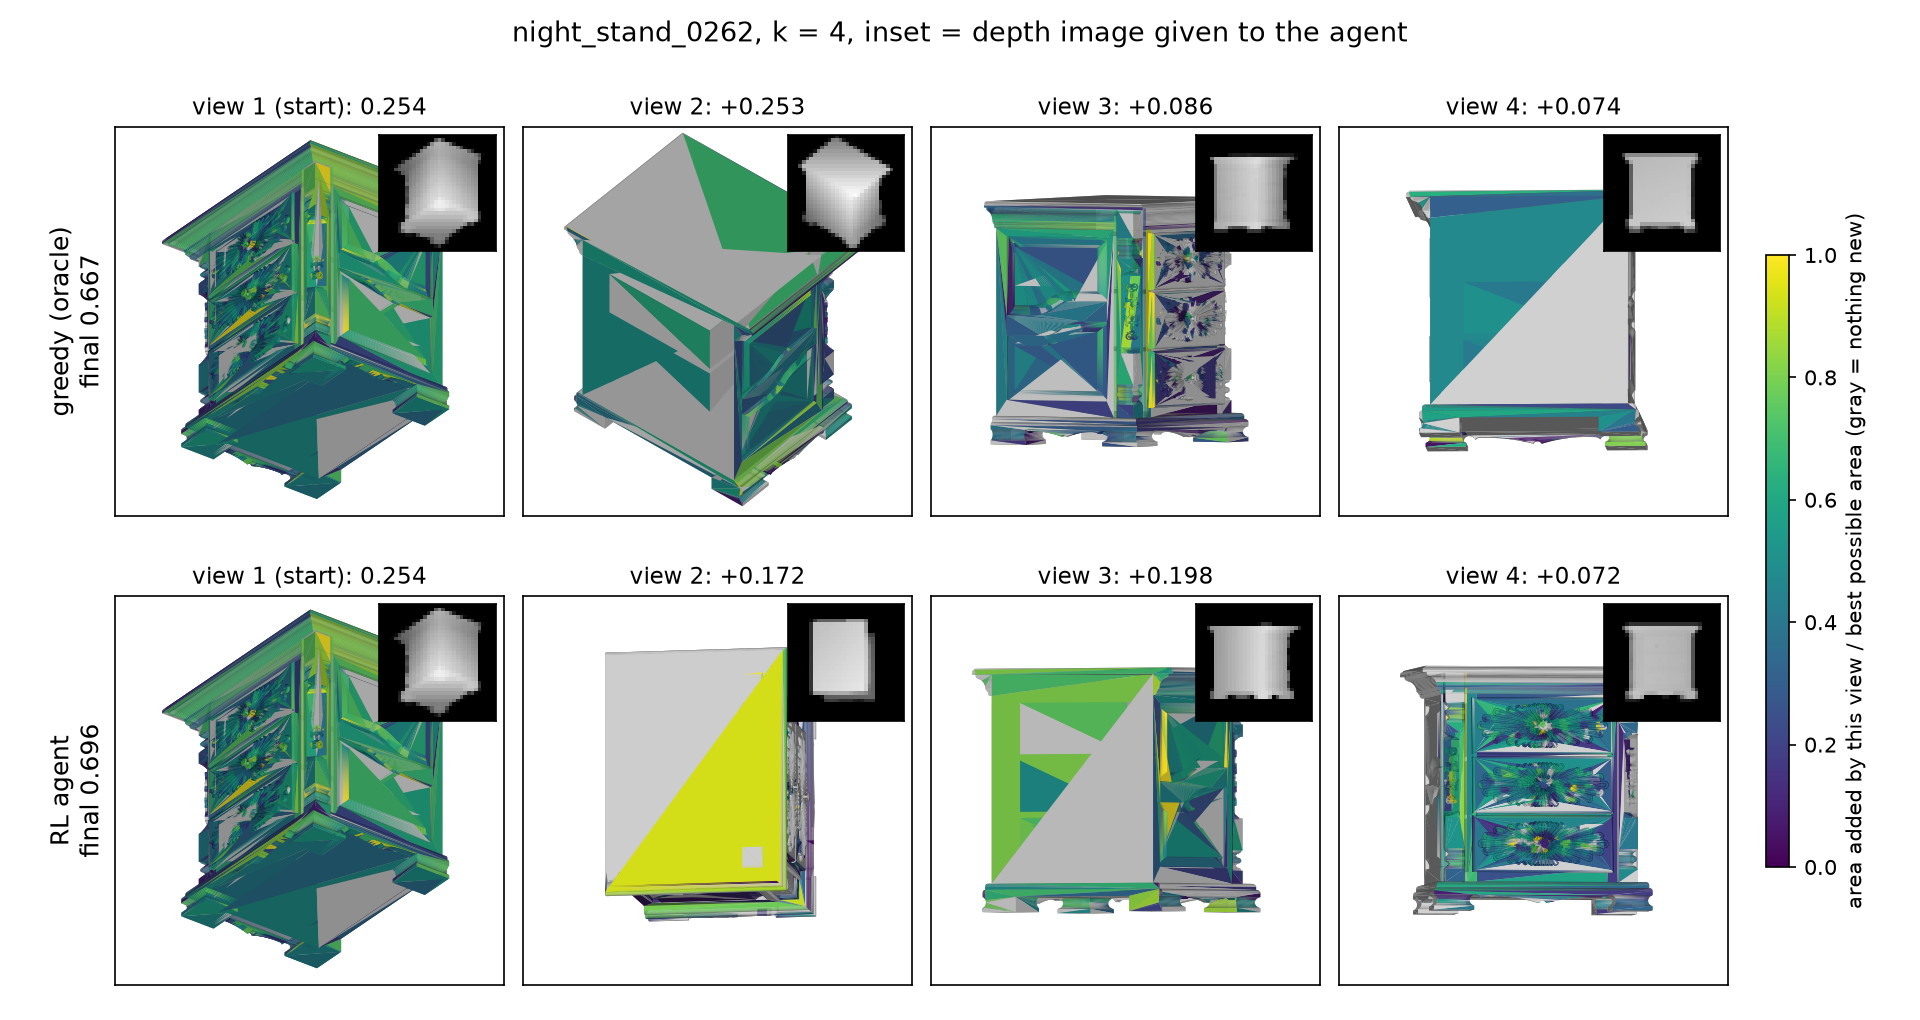 night_stand_0262, k = 4, inset = depth image given to the agent
greedy (oracle)
final 0.667
view 1 (start): 0.254
view 2: +0.253
view 3: +0.086
view 4: +0.074
RL agent
final 0.696
view 1 (start): 0.254
view 2: +0.172
view 3: +0.198
view 4: +0.072
1.0
0.8
0.6
0.4
0.2
0.0
area added by this view / best possible area (gray = nothing new)